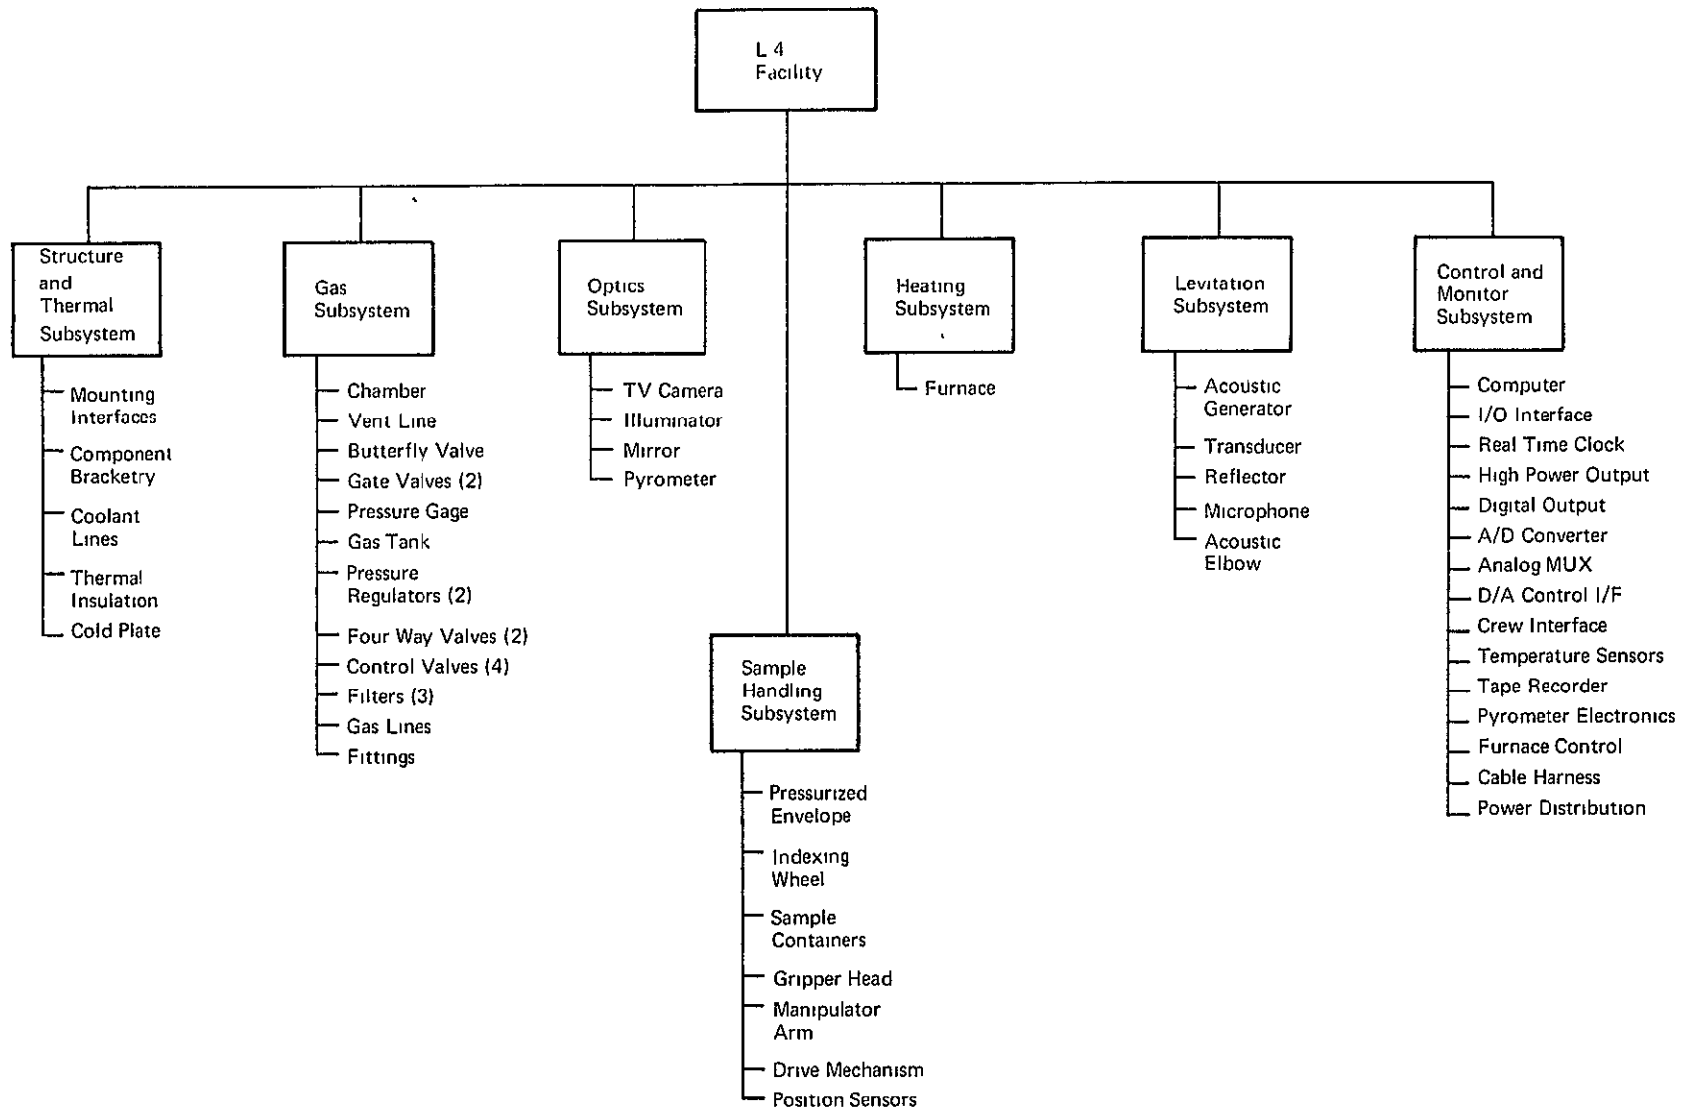 L 4
Facility
Structure
and
Thermal
Subsystem
Mounting
Interfaces
Component
Bracketry
Coolant
Lines
Thermal
Insulation
Cold Plate
Gas
Subsystem
Chamber
Vent Line
Butterfly Valve
Gate Valves (2)
Pressure Gage
Gas Tank
Pressure
Regulators (2)
Four Way Valves (2)
Control Valves (4)
Filters (3)
Gas Lines
Fittings
Optics
Subsystem
TV Camera
Illuminator
Mirror
Pyrometer
Sample
Handling
Subsystem
Pressurized
Envelope
Indexing
Wheel
Sample
Containers
Gripper Head
Manipulator
Arm
Drive Mechanism
Position Sensors
Heating
Subsystem
Furnace
Levitation
Subsystem
Acoustic
Generator
Transducer
Reflector
Microphone
Acoustic
Elbow
Control and
Monitor
Subsystem
Computer
I/O Interface
Real Time Clock
High Power Output
Digital Output
A/D Converter
Analog MUX
D/A Control I/F
Crew Interface
Temperature Sensors
Tape Recorder
Pyrometer Electronics
Furnace Control
Cable Harness
Power Distribution